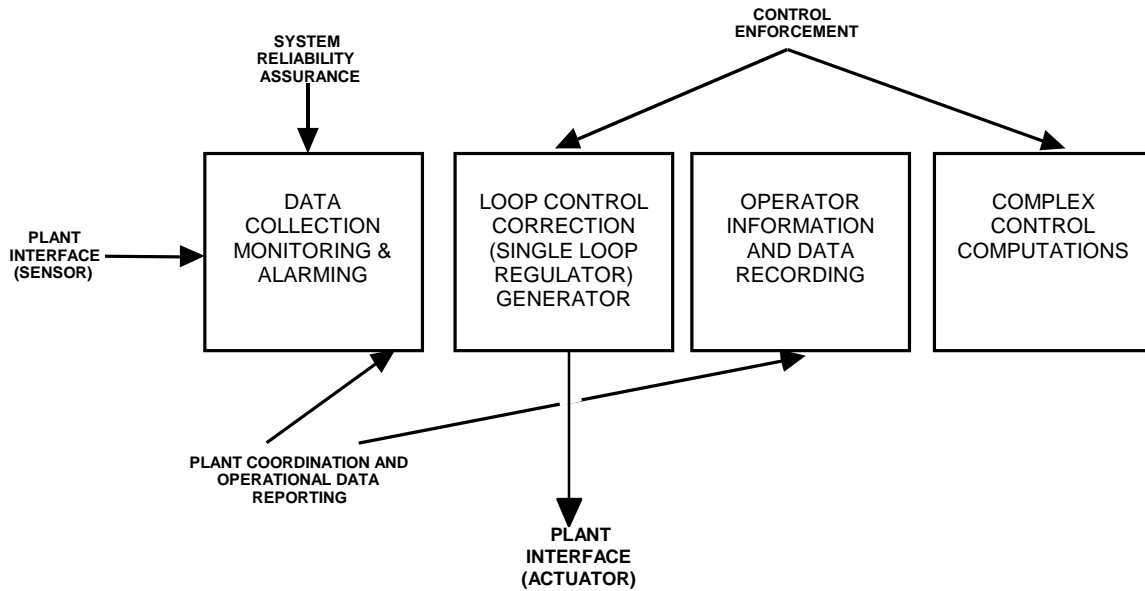 CONTROL
ENFORCEMENT
SYSTEM
RELIABILITY
ASSURANCE
PLANT
INTERFACE
(SENSOR)
DATA
COLLECTION
MONITORING &
ALARMING
LOOP CONTROL
CORRECTION
(SINGLE LOOP
REGULATOR)
GENERATOR
OPERATOR
INFORMATION
AND DATA
RECORDING
COMPLEX
CONTROL
COMPUTATIONS
PLANT COORDINATION AND
OPERATIONAL DATA
REPORTING
PLANT
INTERFACE
(ACTUATOR)